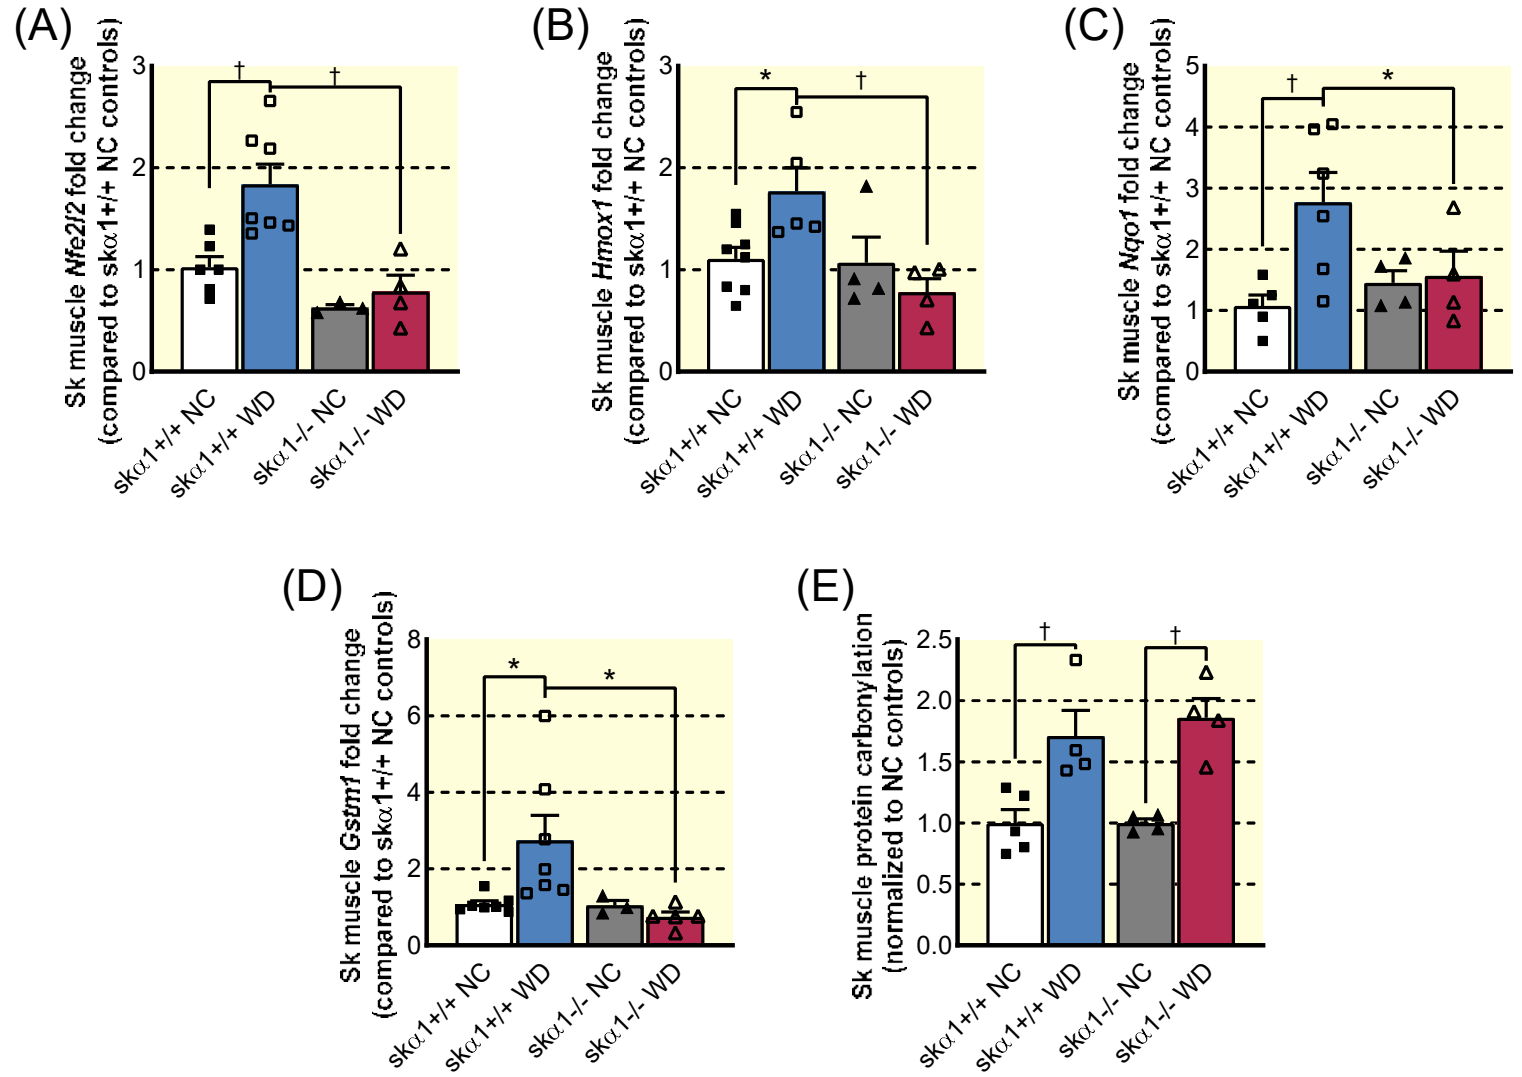 (A)
Sk muscle Nfe2l2 fold change
(compared to skα1+/+ NC controls)
3
2
1
0
†
†
skα1+/+ NC
skα1+/+ WD
skα1-/- NC
skα1-/- WD
(B)
Sk muscle Hmox1 fold change
(compared to skα1+/+ NC controls)
3
2
1
0
*
†
skα1+/+ NC
skα1+/+ WD
skα1-/- NC
skα1-/- WD
(C)
Sk muscle Nqo1 fold change
(compared to skα1+/+ NC controls)
5
4
3
2
1
0
†
*
skα1+/+ NC
skα1+/+ WD
skα1-/- NC
skα1-/- WD
(D)
Sk muscle Gstm1 fold change
(compared to skα1+/+ NC controls)
8
6
4
2
0
*
*
skα1+/+ NC
skα1+/+ WD
skα1-/- NC
skα1-/- WD
(E)
Sk muscle protein carbonylation
(normalized to NC controls)
2.5
2.0
1.5
1.0
0.5
0.0
†
†
skα1+/+ NC
skα1+/+ WD
skα1-/- NC
skα1-/- WD